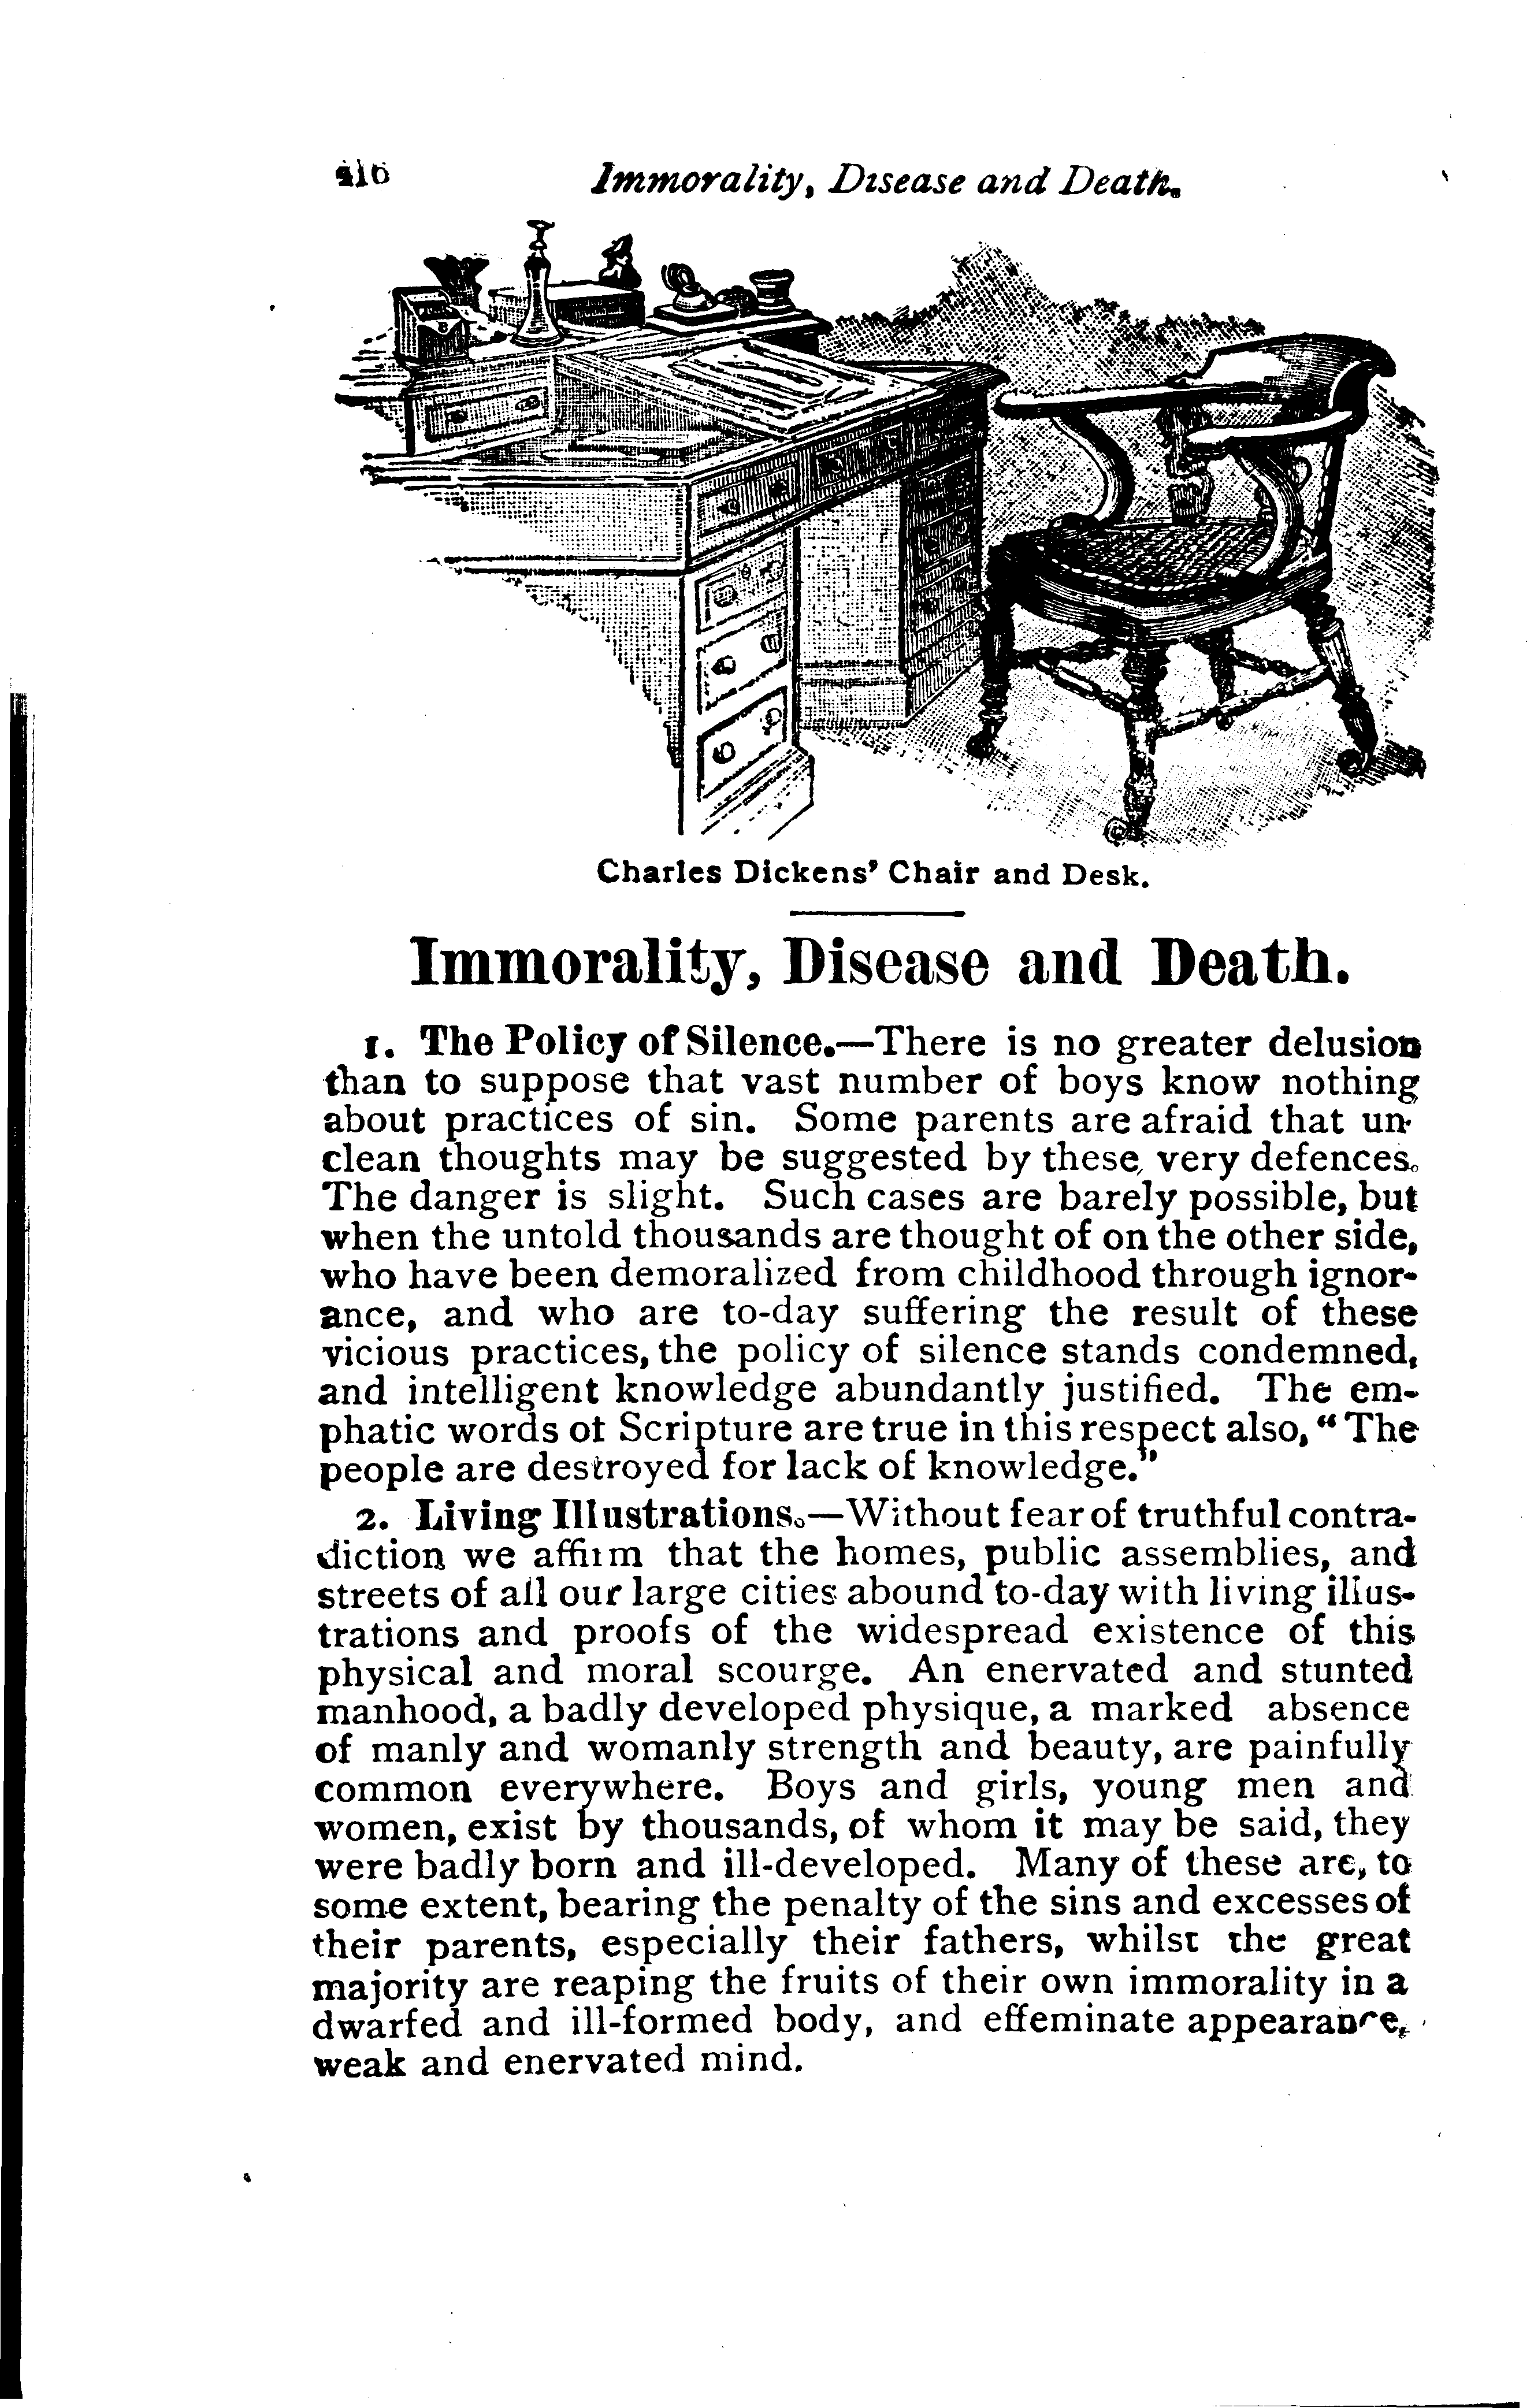 Immorality, Disease and Death.
Charles Dickens' Chair and Desk.
Immorality, Disease and Death.
1. The Policy of Silence.—There is no greater delusion
than to suppose that vast number of boys know nothing
about practices of sin. Some parents are afraid that un-
clean thoughts may be suggested by these, very defences.
The danger is slight. Such cases are barely possible, but
when the untold thousands are thought of on the other side,
who have been demoralized from childhood through ignor-
ance, and who are to-day suffering the result of these
vicious practices, the policy of silence stands condemned,
and intelligent knowledge abundantly justified. The em-
phatic words of Scripture are true in this respect also, "The
people are destroyed for lack of knowledge."
2. Living Illustrations.—Without fear of truthful contra-
diction we affirm that the homes, public assemblies, and
streets of all our large cities abound to-day with living illus-
trations and proofs of the widespread existence of this
physical and moral scourge. An enervated and stunted
manhood, a badly developed physique, a marked absence
of manly and womanly strength and beauty, are painfully
common everywhere. Boys and girls, young men and
women, exist by thousands, of whom it may be said, they
were badly born and ill-developed. Many of these are, to
some extent, bearing the penalty of the sins and excesses of
their parents, especially their fathers, whilst the great
majority are reaping the fruits of their own immorality in a
dwarfed and ill-formed body, and effeminate appearance,
weak and enervated mind.